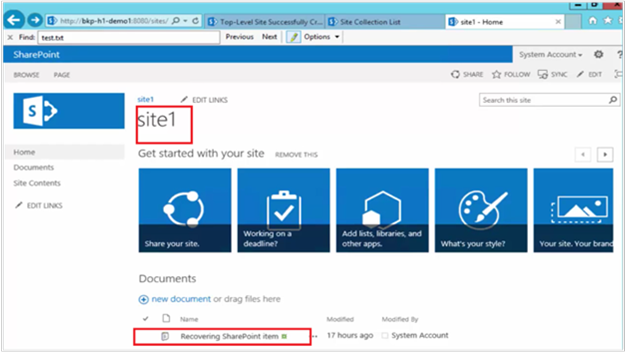 http://bkp-h1-demo1:8080/sites/
Top-Level Site Successfully Cr...
Site Collection List
site1 - Home
Find: test.txt Previous Next Options
SharePoint System Account
BROWSE PAGE SHARE FOLLOW SYNC EDIT
site1 EDIT LINKS Search this site
site1
Home
Documents
Site Contents
EDIT LINKS
Get started with your site REMOVE THIS
Share your site.
Working on a deadline?
Add lists, libraries, and other apps.
What's your style?
Your site. Your brand
Documents
new document or drag files here
Name Modified Modified By
Recovering SharePoint item ... 17 hours ago System Account